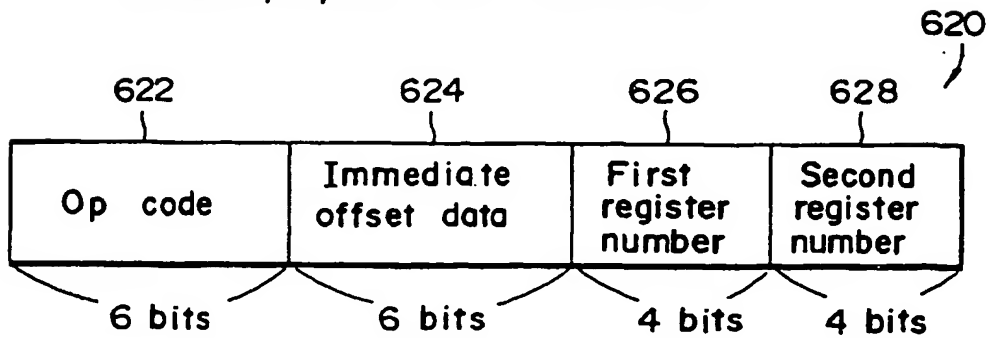 620
622 624 626 628
Op code
Immediate
offset data
First
register
number
Second
register
number
6 bits 6 bits 4 bits 4 bits